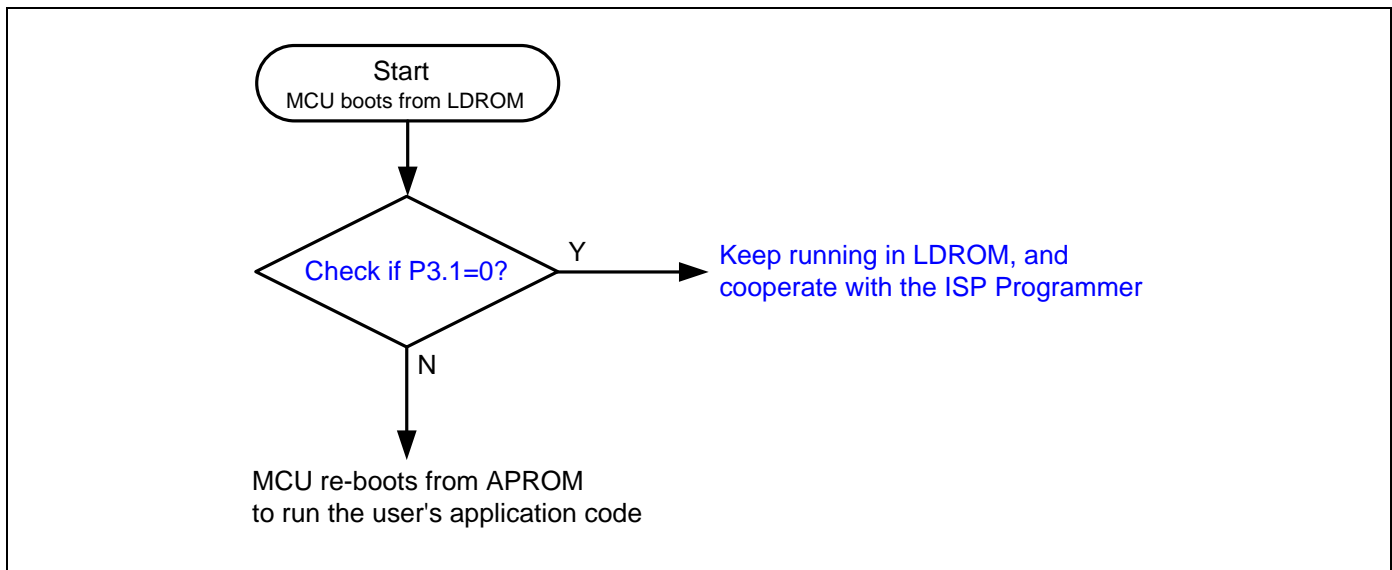 Start
MCU boots from LDROM
Check if P3.1=0?
Y
Keep running in LDROM, and
cooperate with the ISP Programmer
N
MCU re-boots from APROM
to run the user's application code